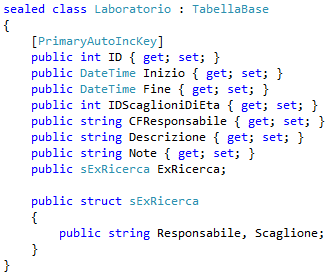 sealed class Laboratorio : TabellaBase
{
    [PrimaryAutoIncKey]
    public int ID { get; set; }
    public DateTime Inizio { get; set; }
    public DateTime Fine { get; set; }
    public int IDScaglioniDiEta { get; set; }
    public string CFResponsabile { get; set; }
    public string Descrizione { get; set; }
    public string Note { get; set; }
    public sExRicerca ExRicerca;

    public struct sExRicerca
    {
        public string Responsabile, Scaglione;
    }
}